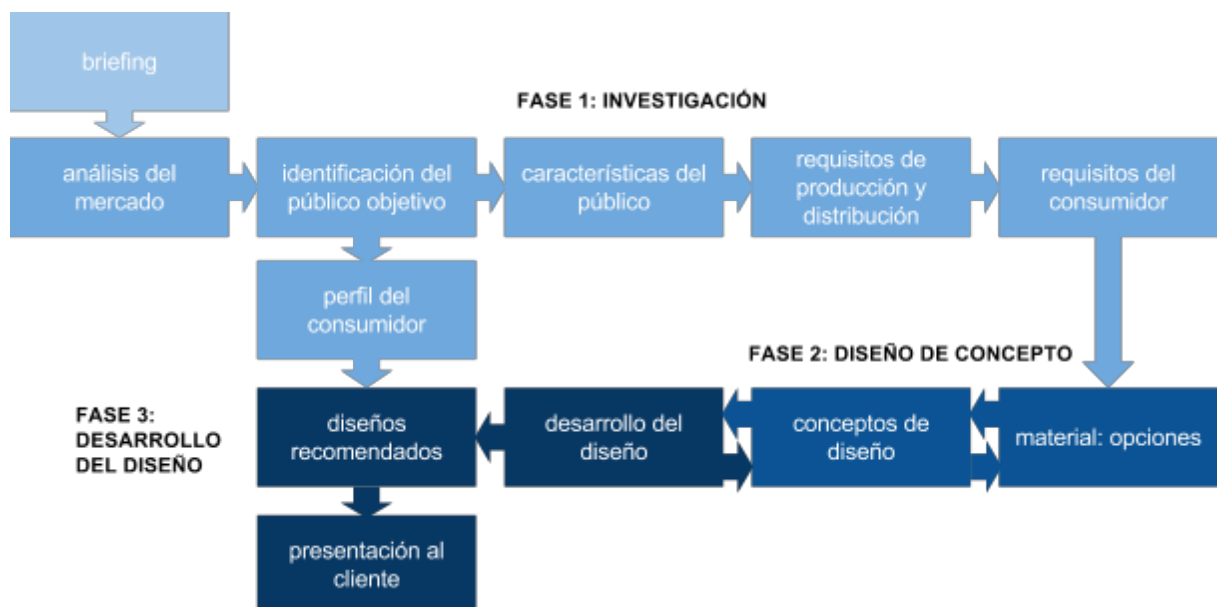 briefing
FASE 1: INVESTIGACIÓN
análisis del
mercado
identificación del
público objetivo
característícas del
público
requisitos de
producción y
distribución
requisitos del
consumidor
perfil del
consumidor
FASE 2: DISEÑO DE CONCEPTO
FASE 3:
DESARROLLO
DEL DISEÑO
diseños
recomendados
desarrollo del
diseño
conceptos de
diseño
material: opciones
presentación al
cliente